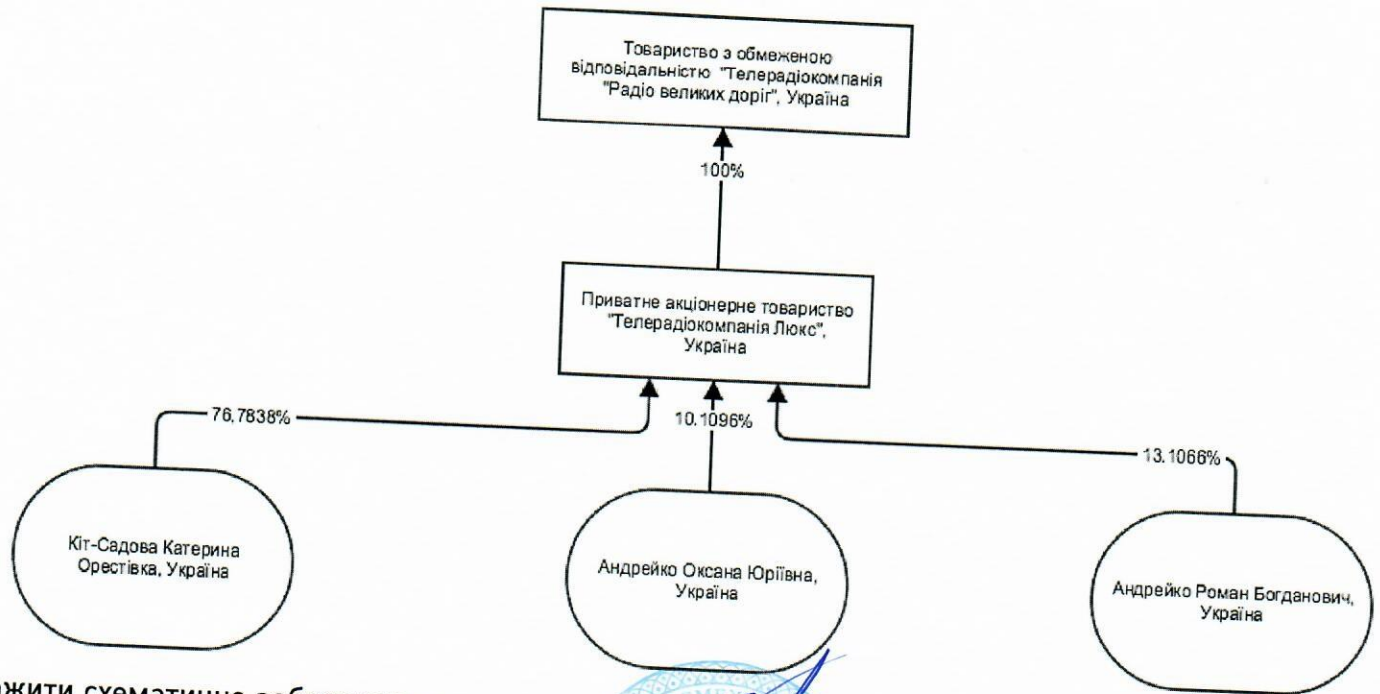 Товариство з обмеженою
відповідальністю "Телерадіокомпанія
"Радіо великих доріг", Україна
100%
Приватне акціонерне товариство
"Телерадіокомпанія Люкс",
Україна
76.7838%
10.1096%
13.1066%
Кіт-Садова Катерина
Орестівка, Україна
Андрейко Оксана Юріївна,
Україна
Андрейко Роман Богданович,
Україна
схематично